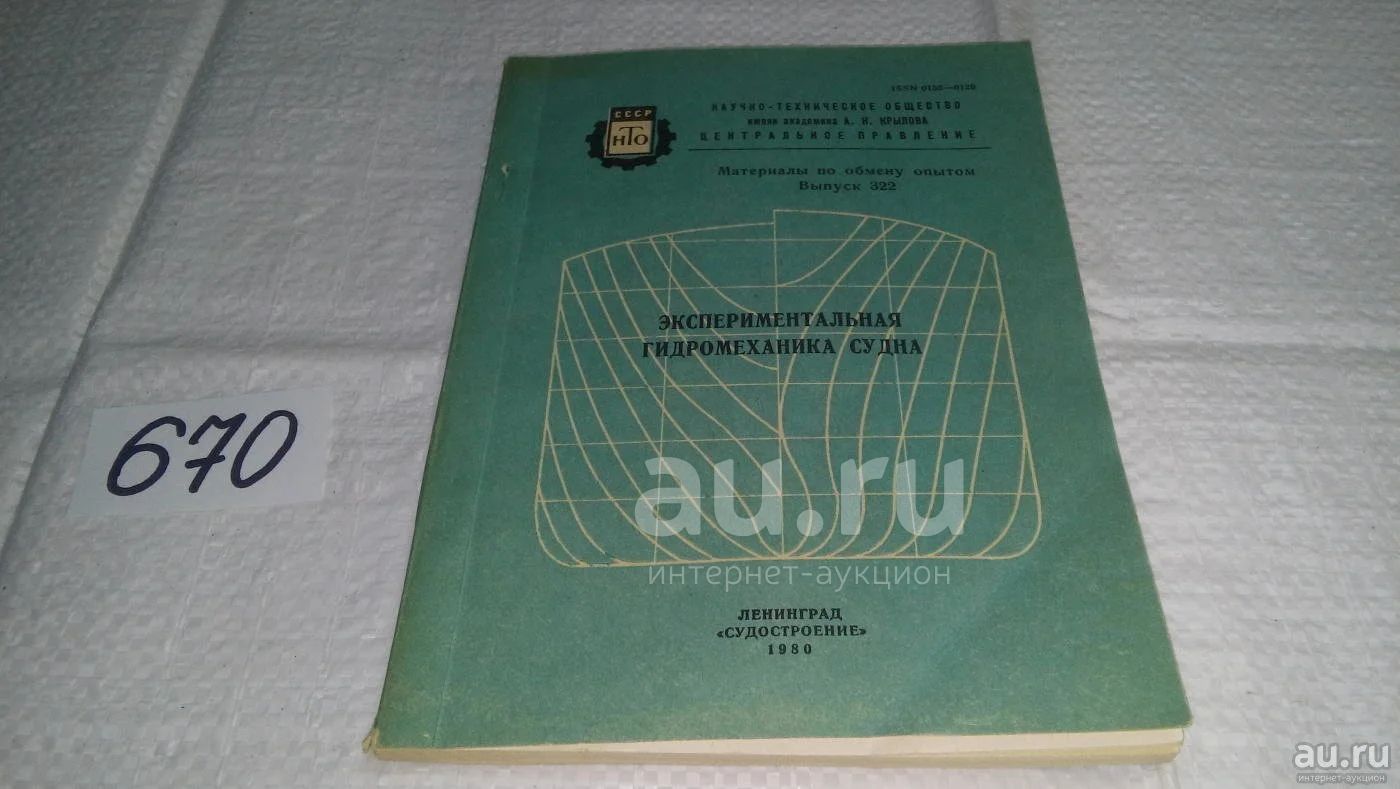 ISSN 0135-0120
НАУЧНО-ТЕХНИЧЕСКОЕ ОБЩЕСТВО
имени академика А. Н. КРЫЛОВА
ЦЕНТРАЛЬНОЕ ПРАВЛЕНИЕ
СССР
НТО
Материалы по обмену опытом
Выпуск 322
ЭКСПЕРИМЕНТАЛЬНАЯ
ГИДРОМЕХАНИКА СУДНА
670
au.ru
интернет-аукцион
ЛЕНИНГРАД
«СУДОСТРОЕНИЕ»
1980
au.ru
интернет-аукцион